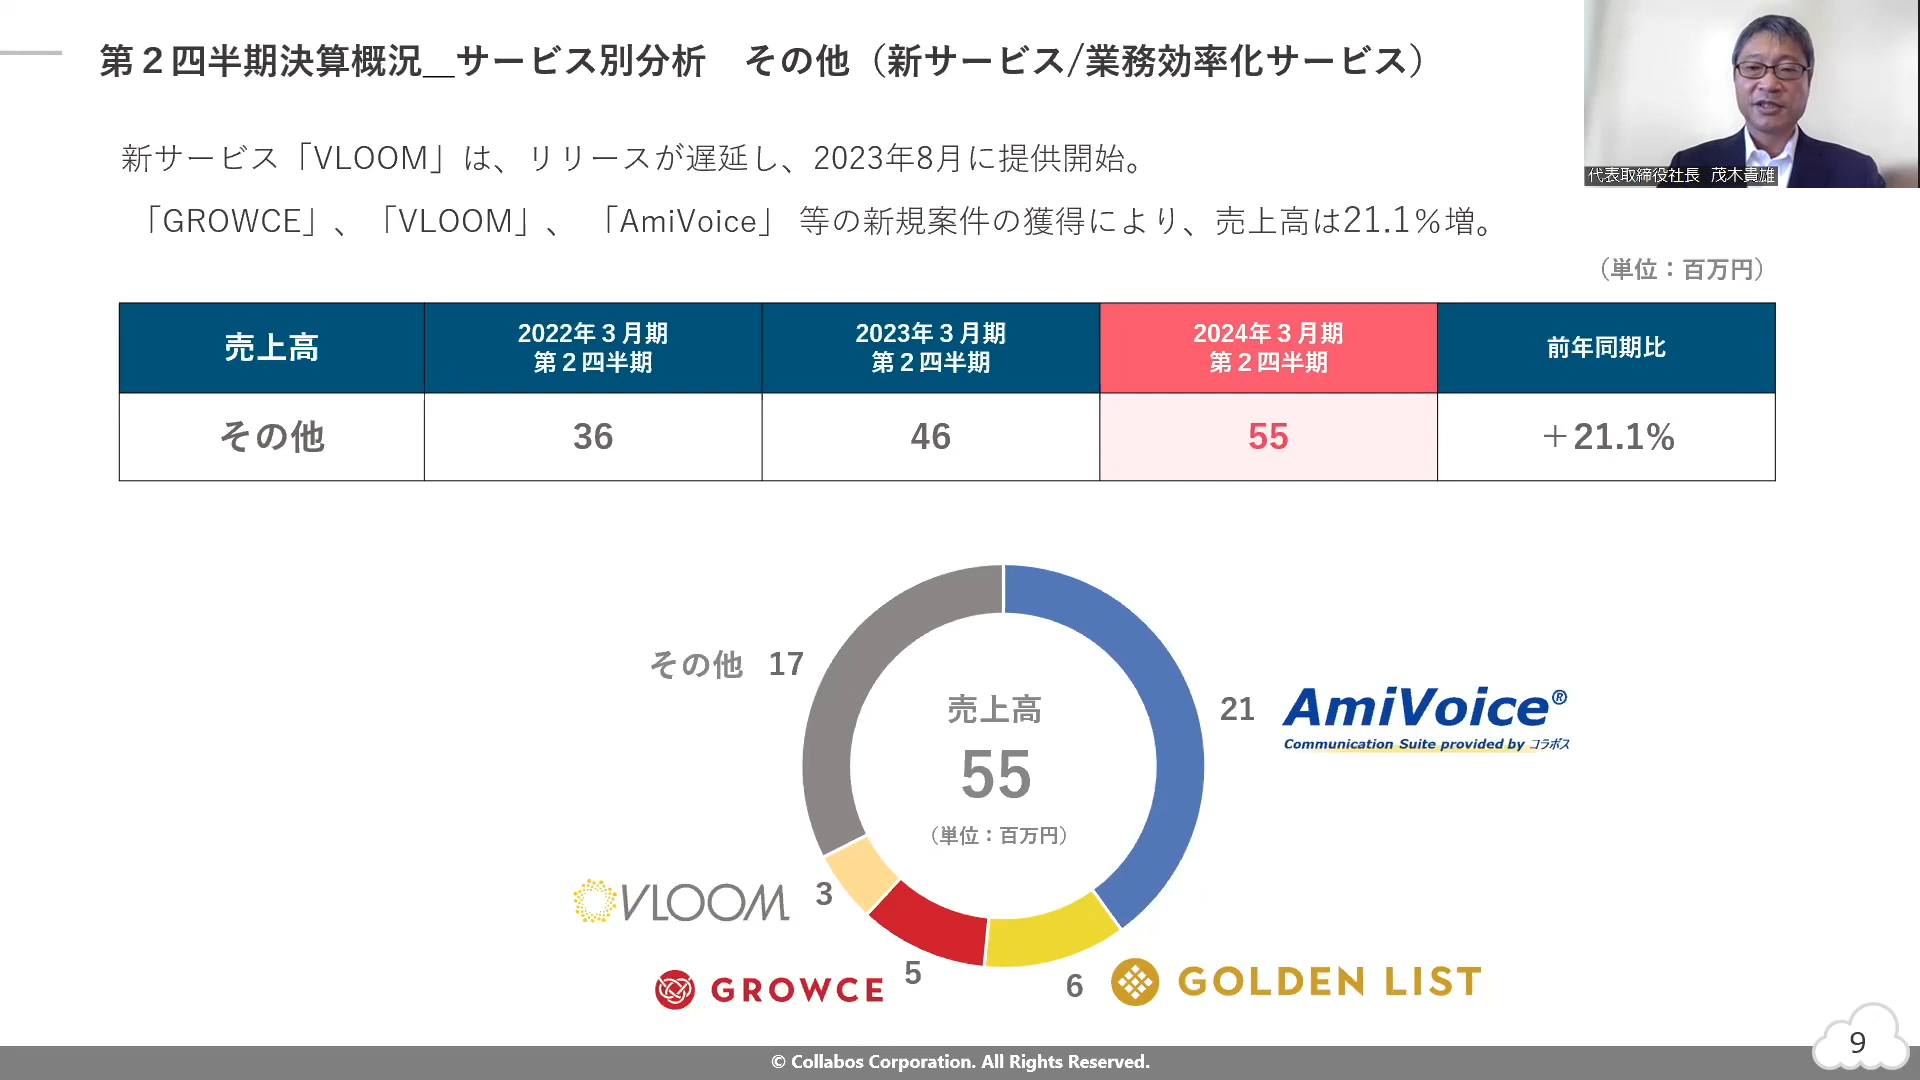 第２四半期決算概況__サービス別分析　その他（新サービス/業務効率化サービス）
代表取締役社長 茂木貴雄
新サービス「VLOOM」は、リリースが遅延し、2023年8月に提供開始。
「GROWCE」、「VLOOM」、「AmiVoice」 等の新規案件の獲得により、売上高は21.1％増。
（単位：百万円）
売上高
2022年３月期
第２四半期
2023年３月期
第２四半期
2024年３月期
第２四半期
前年同期比
その他
36
46
55
＋21.1%
その他 17
売上高
55
（単位：百万円）
21
AmiVoice®
Communication Suite provided by コラボス
VLOOM
3
GROWCE
5
6
GOLDEN LIST
© Collabos Corporation. All Rights Reserved.
9